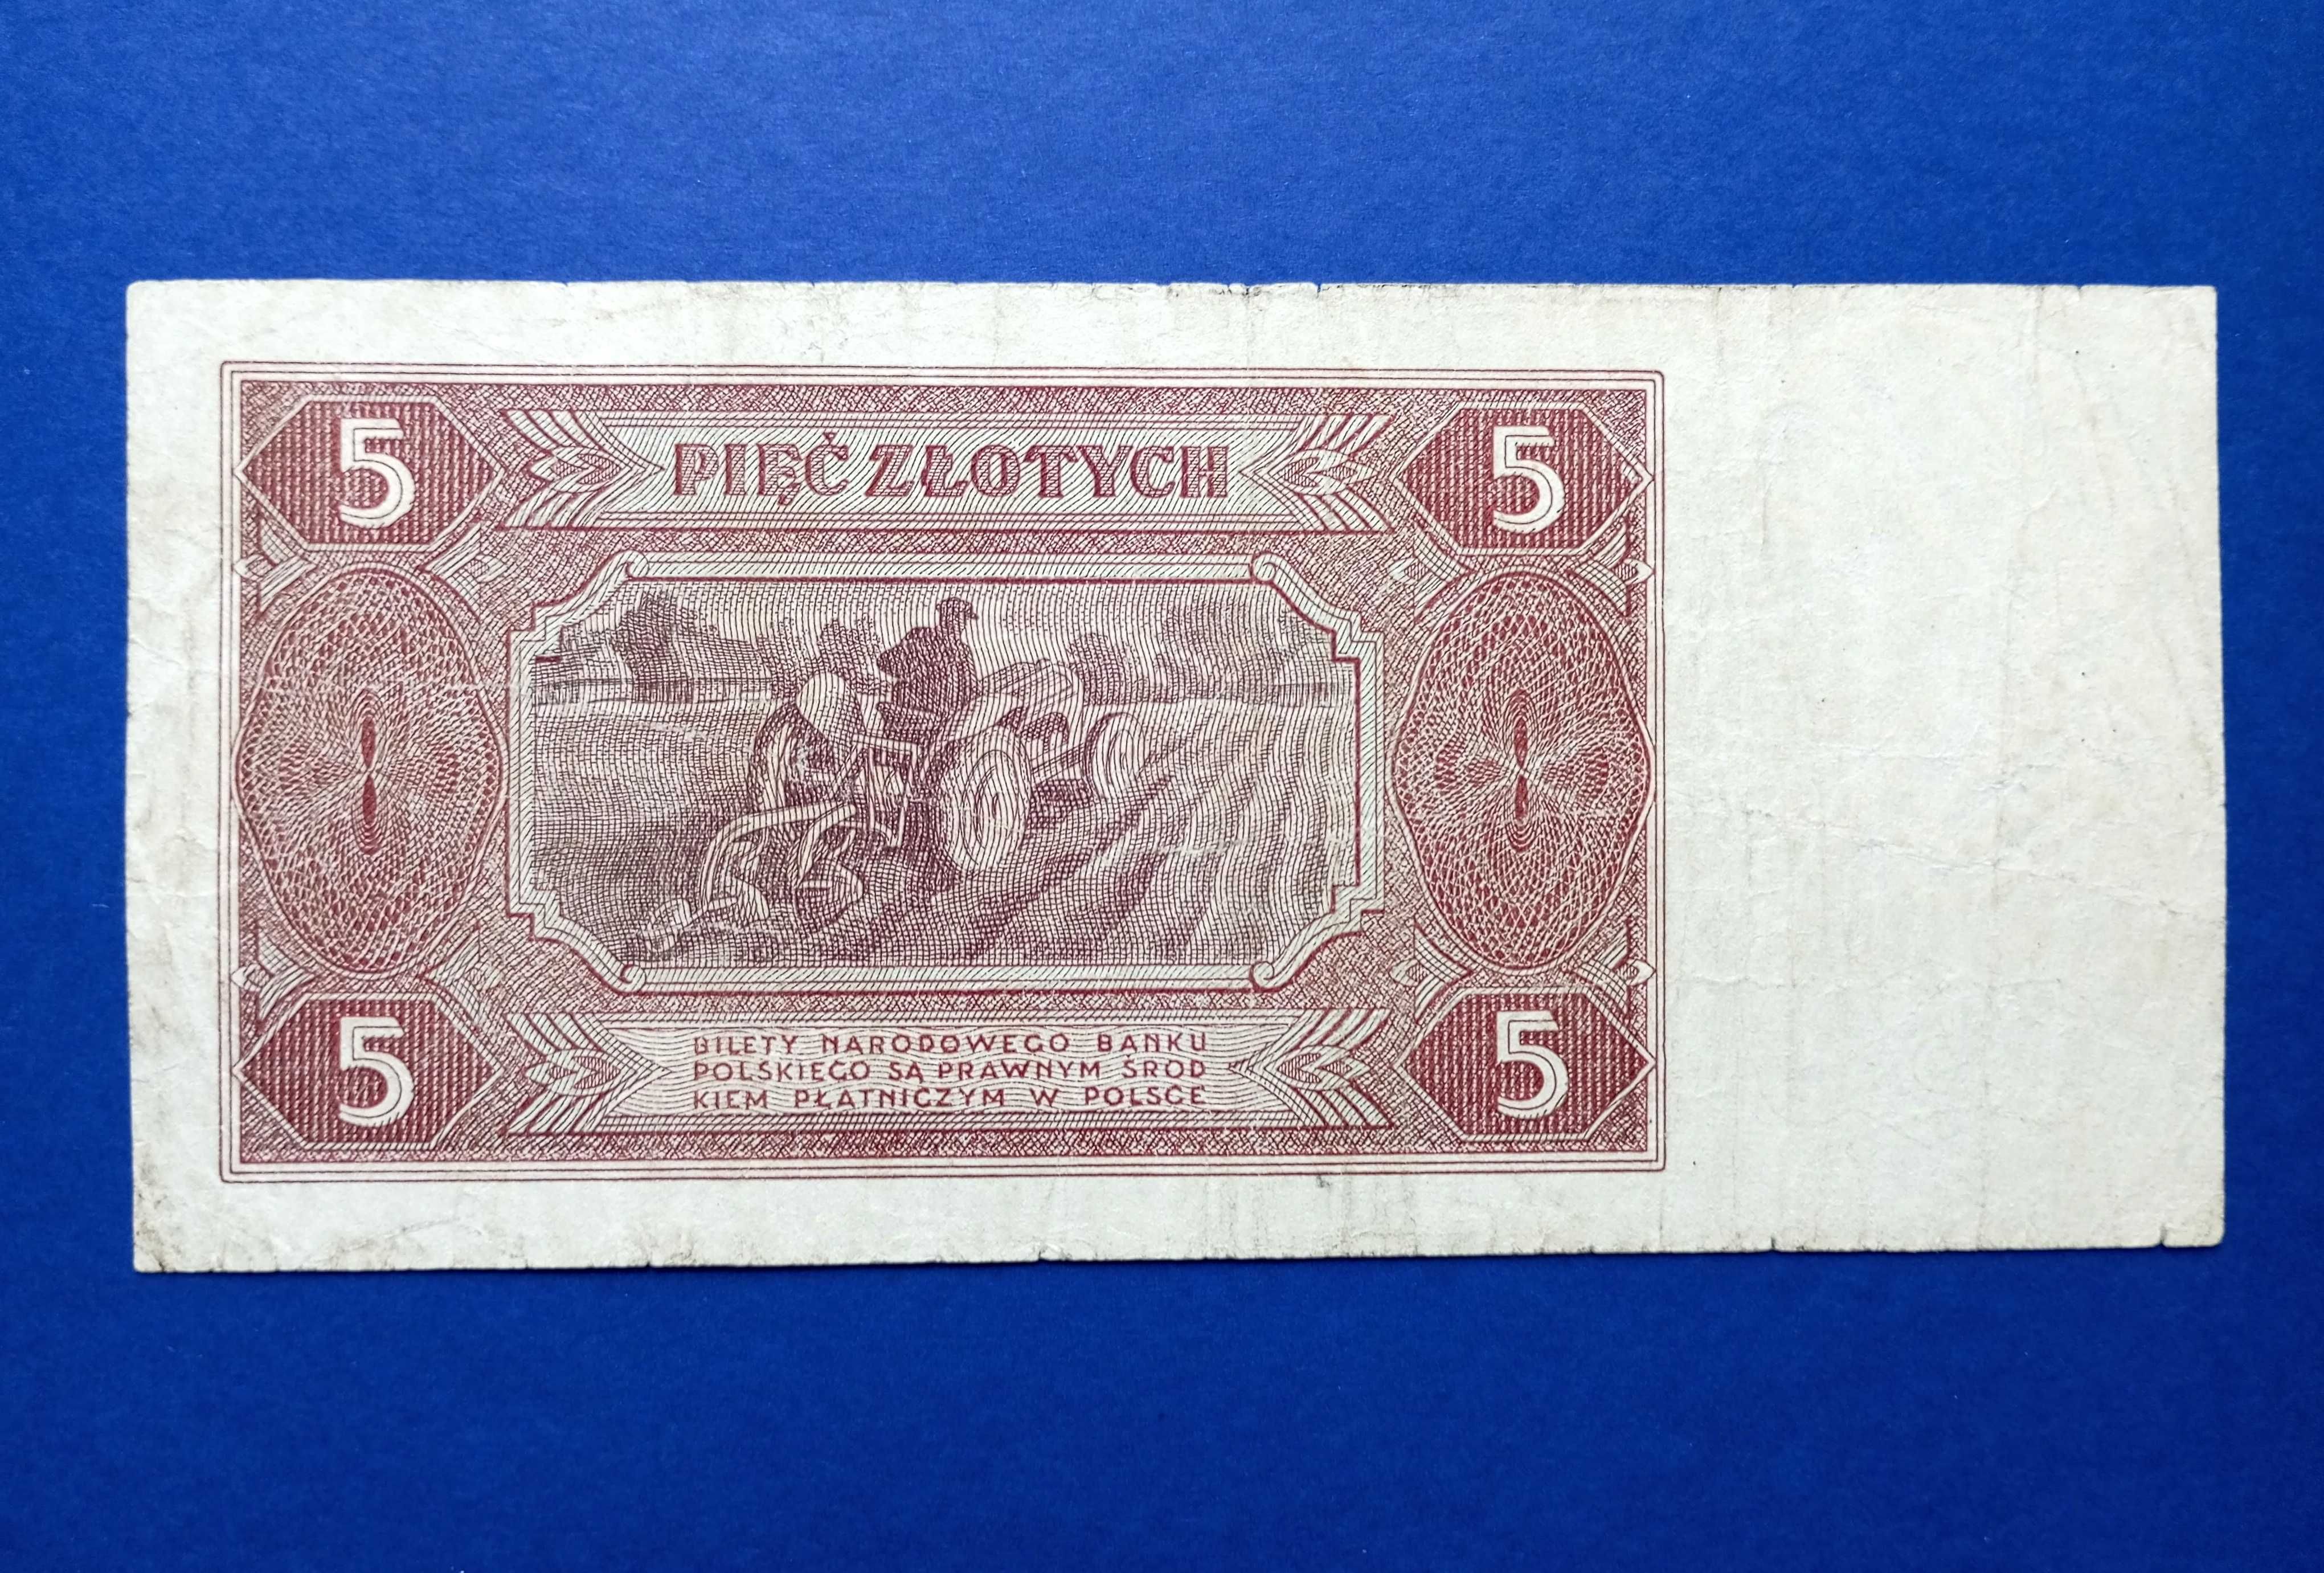 5 PIĘĆ ZŁOTYCH 5
5 BILETY NARODOWEGO BANKU 5
POLSKIEGO SĄ PRAWNYM ŚROD
KIEM PŁATNICZYM W POLSCE